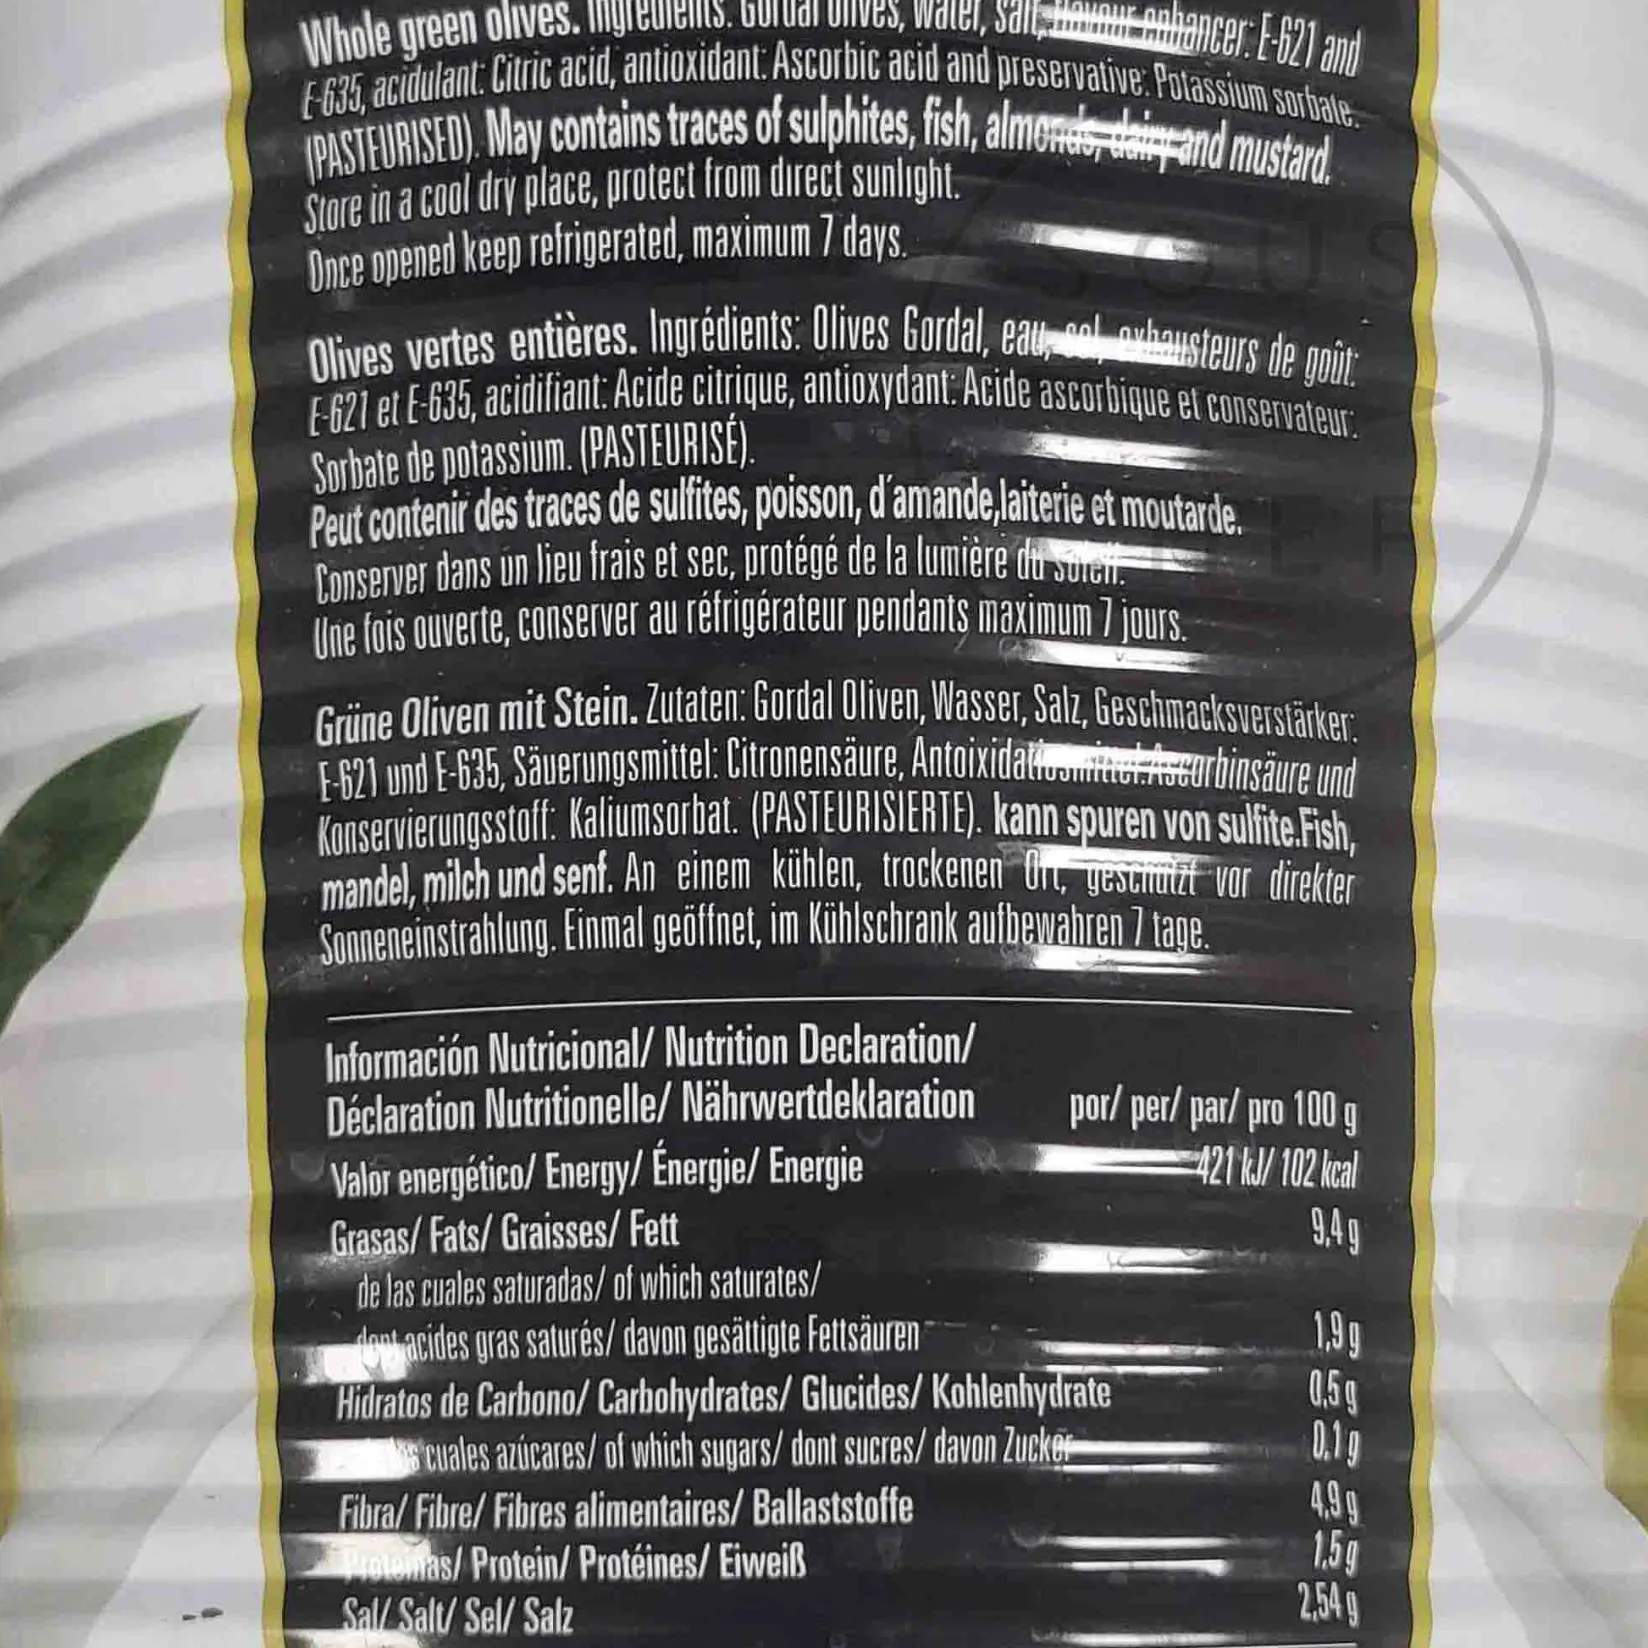 Whole green olives. Ingredients: Gordal olives, water, salt, flavour enhancer: E-621 and
E-635, acidulant: Citric acid, antioxidant: Ascorbic acid and preservative: Potassium sorbate.
(PASTEURISED). May contains traces of sulphites, fish, almonds, dairy and mustard.
Store in a cool dry place, protect from direct sunlight.
Once opened keep refrigerated, maximum 7 days.
Olives vertes entières. Ingrédients: Olives Gordal, eau, sel, exhausteurs de goût:
E-621 et E-635, acidifiant: Acide citrique, antioxydant: Acide ascorbique et conservateur:
Sorbate de potassium. (PASTEURISÉ).
Peut contenir des traces de sulfites, poisson, d'amande,laiterie et moutarde.
Conserver dans un lieu frais et sec, protégé de la lumière du soleil.
Une fois ouverte, conserver au réfrigérateur pendants maximum 7 jours.
Grüne Oliven mit Stein. Zutaten: Gordal Oliven, Wasser, Salz, Geschmacksverstärker:
E-621 und E-635, Säuerungsmittel: Citronensäure, Antoixidatiosmittel:Ascorbinsäure und
Konservierungsstoff: Kaliumsorbat. (PASTEURISIERTE). kann spuren von sulfite.Fish,
mandel, milch und senf. An einem kühlen, trockenen Ort, geschützt vor direkter
Sonneneinstrahlung. Einmal geöffnet, im Kühlschrank aufbewahren 7 tage.
Información Nutricional/ Nutrition Declaration/
Déclaration Nutritionelle/ Nährwertdeklaration por/ per/ par/ pro 100 g
Valor energético/ Energy/ Énergie/ Energie 421 kJ/ 102 kcal
Grasas/ Fats/ Graisses/ Fett 9,4 g
de las cuales saturadas/ of which saturates/
dont acides gras saturés/ davon gesättigte Fettsäuren 1,9 g
Hidratos de Carbono/ Carbohydrates/ Glucides/ Kohlenhydrate 0,5 g
cuales azúcares/ of which sugars/ dont sucres/ davon Zucker 0,1 g
Fibra/ Fibre/ Fibres alimentaires/ Ballaststoffe 4,9 g
Proteínas/ Protein/ Protéines/ Eiweiß 1,5 g
Sal/ Salt/ Sel/ Salz 2,54 g
SOUS